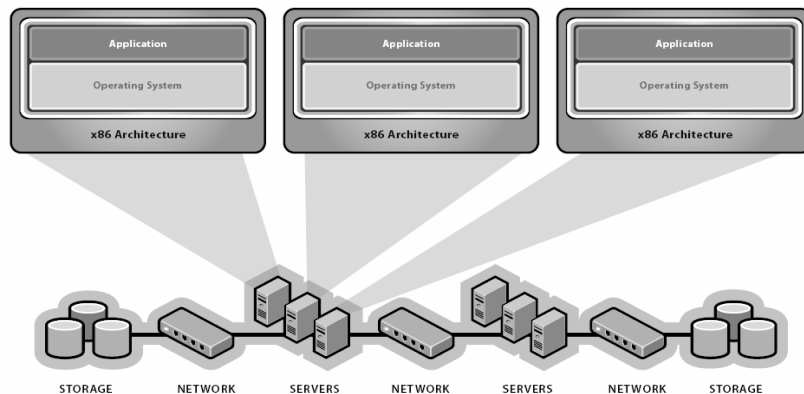 Application
Operating System
x86 Architecture
Application
Operating System
x86 Architecture
Application
Operating System
x86 Architecture
STORAGE
NETWORK
SERVERS
NETWORK
SERVERS
NETWORK
STORAGE